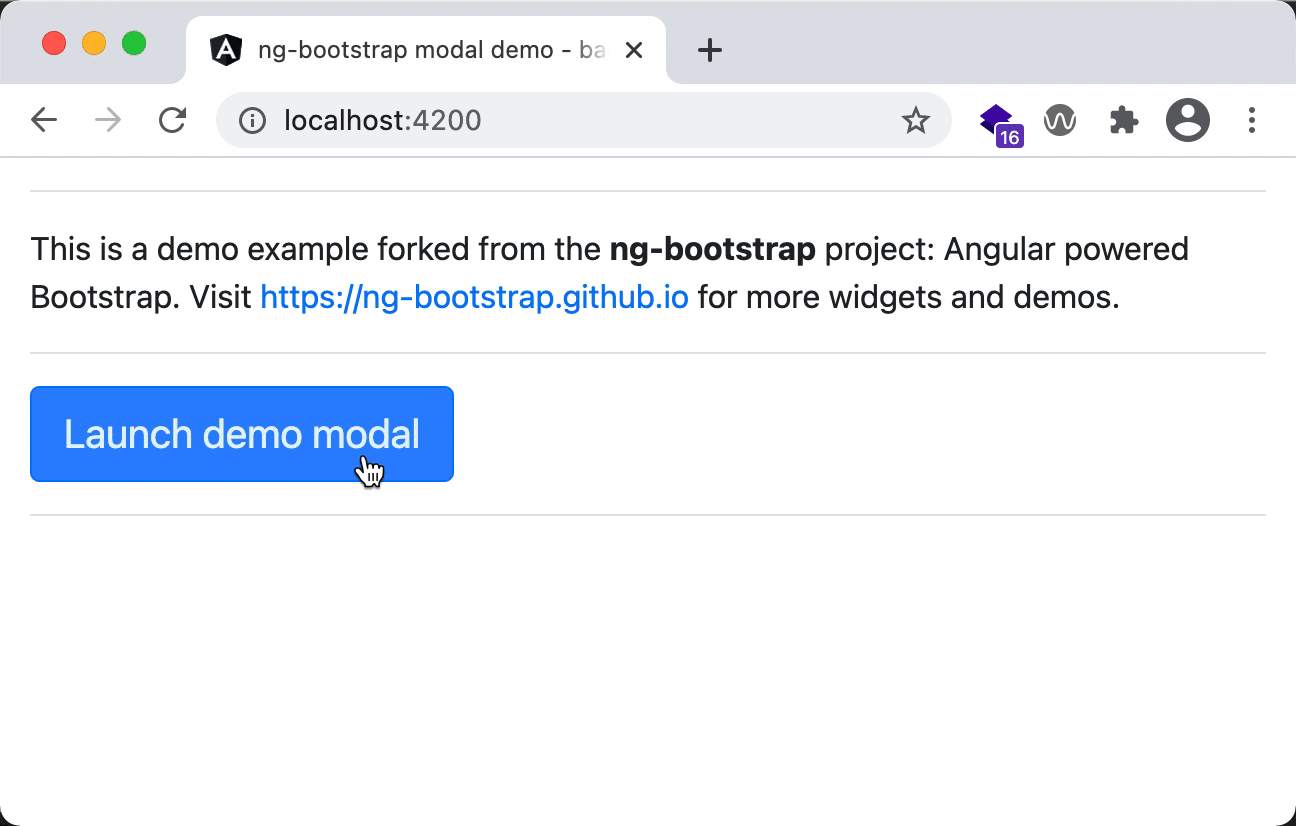 ng-bootstrap modal demo - ba
localhost:4200
16
This is a demo example forked from the ng-bootstrap project: Angular powered
Bootstrap. Visit https://ng-bootstrap.github.io for more widgets and demos.
Launch demo modal